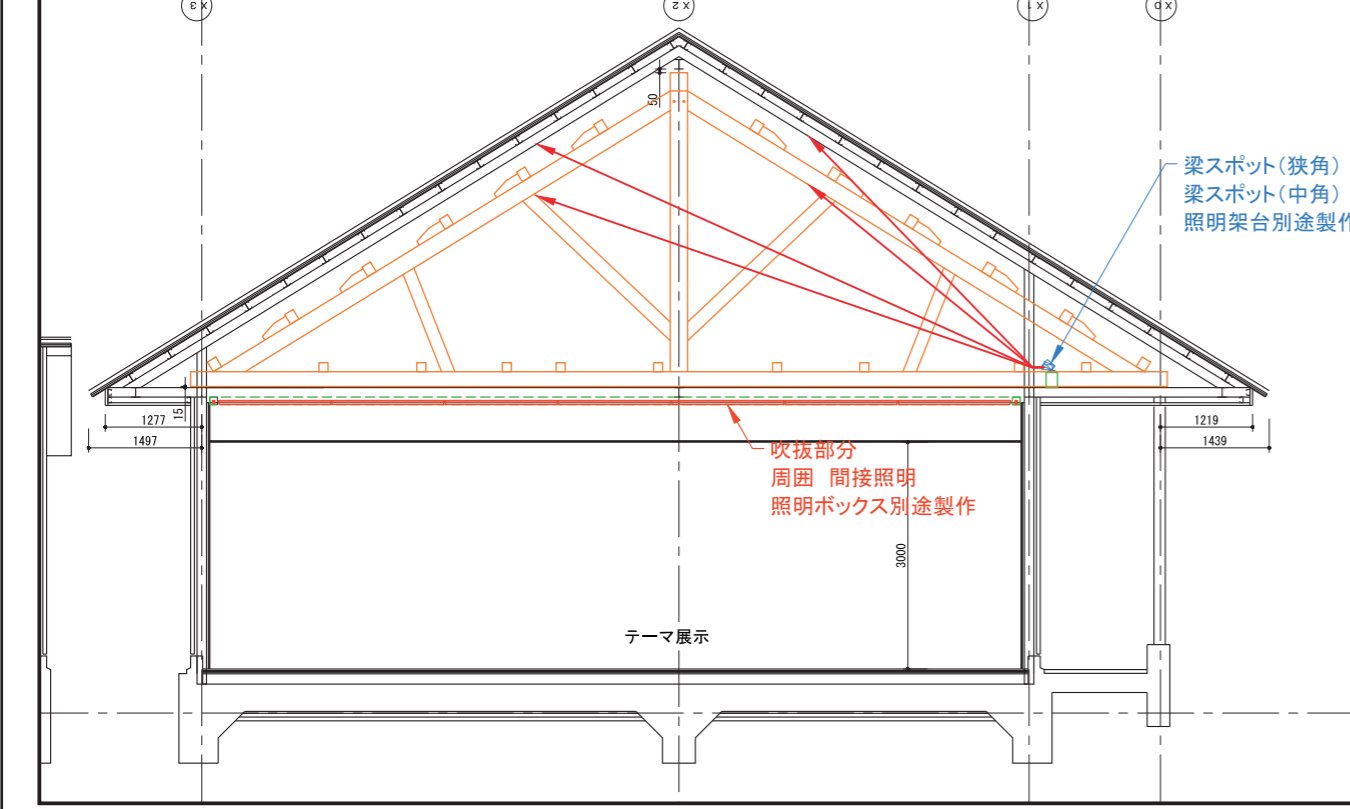 X3
X2
X1
X0
50
梁スポット(狭角)
梁スポット(中角)
照明架台別途製作
15
1277
1497
1219
1439
吹抜部分
周囲 間接照明
照明ボックス別途製作
3000
テーマ展示